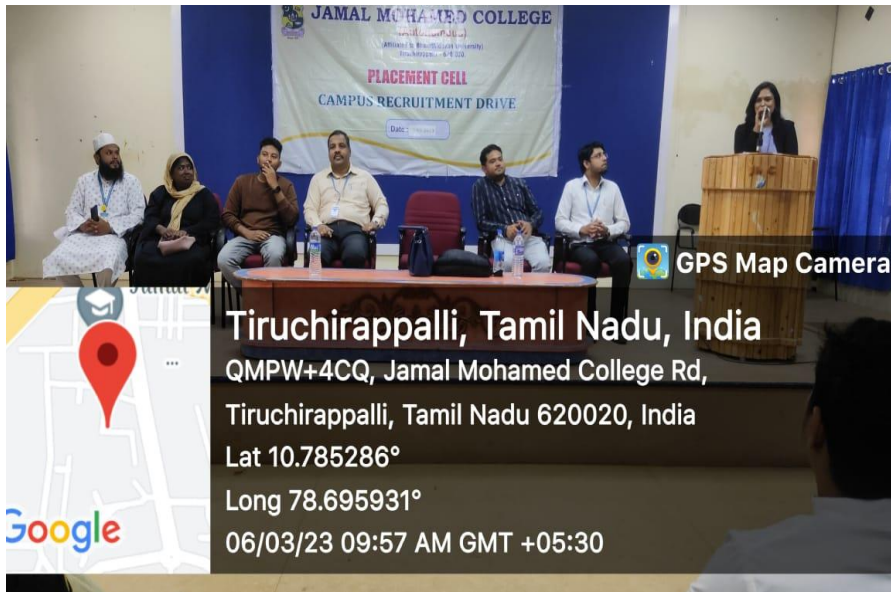 JAMAL MOHAMED COLLEGE
PLACEMENT CELL
CAMPUS RECRUITMENT DRIVE
Date :
GPS Map Camera
Tiruchirappalli, Tamil Nadu, India
QMPW+4CQ, Jamal Mohamed College Rd,
Tiruchirappalli, Tamil Nadu 620020, India
Lat 10.785286°
Long 78.695931°
06/03/23 09:57 AM GMT +05:30
Google